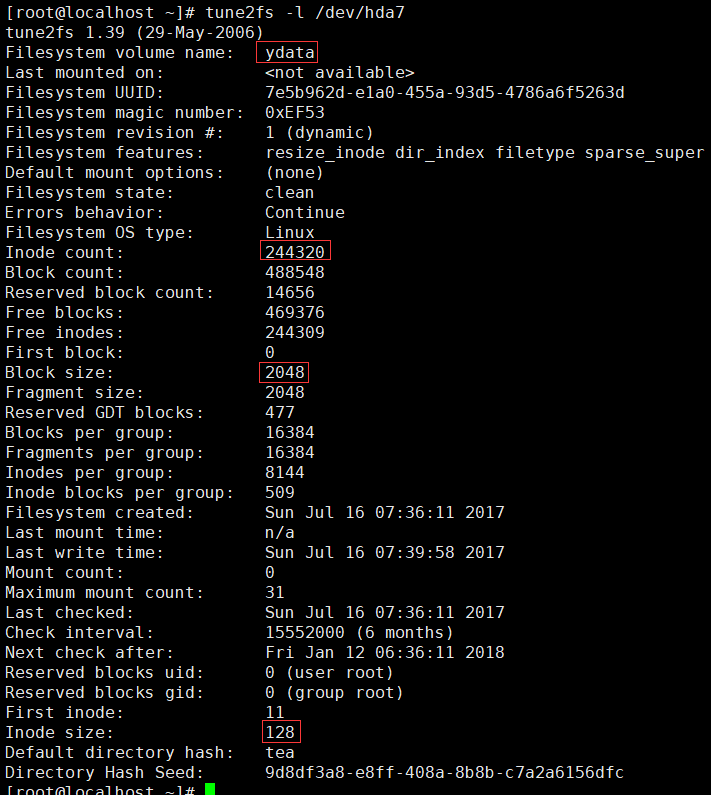 [root@localhost ~]# tune2fs -l /dev/hda7
tune2fs 1.39 (29-May-2006)
Filesystem volume name:   ydata
Last mounted on:          <not available>
Filesystem UUID:          7e5b962d-e1a0-455a-93d5-4786a6f5263d
Filesystem magic number:  0xEF53
Filesystem revision #:    1 (dynamic)
Filesystem features:      resize_inode dir_index filetype sparse_super
Default mount options:    (none)
Filesystem state:         clean
Errors behavior:          Continue
Filesystem OS type:       Linux
Inode count:              244320
Block count:              488548
Reserved block count:     14656
Free blocks:              469376
Free inodes:              244309
First block:              0
Block size:               2048
Fragment size:            2048
Reserved GDT blocks:      477
Blocks per group:         16384
Fragments per group:      16384
Inodes per group:         8144
Inode blocks per group:   509
Filesystem created:       Sun Jul 16 07:36:11 2017
Last mount time:          n/a
Last write time:          Sun Jul 16 07:39:58 2017
Mount count:              0
Maximum mount count:      31
Last checked:             Sun Jul 16 07:36:11 2017
Check interval:           15552000 (6 months)
Next check after:         Fri Jan 12 06:36:11 2018
Reserved blocks uid:      0 (user root)
Reserved blocks gid:      0 (group root)
First inode:              11
Inode size:               128
Default directory hash:   tea
Directory Hash Seed:      9d8df3a8-e8ff-408a-8b8b-c7a2a6156dfc
[root@localhost ~]#